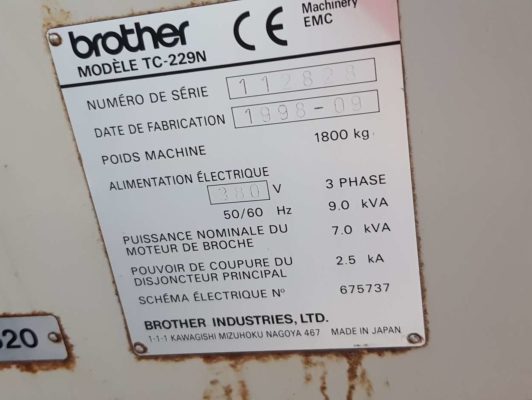 brother
CE
Machinery
EMC
MODÈLE TC-229N
NUMÉRO DE SÉRIE 112828
DATE DE FABRICATION 1998-09
POIDS MACHINE 1800 kg
ALIMENTATION ÉLECTRIQUE
380 V 3 PHASE
50/60 Hz 9.0 kVA
PUISSANCE NOMINALE DU
MOTEUR DE BROCHE 7.0 kVA
POUVOIR DE COUPURE DU
DISJONCTEUR PRINCIPAL 2.5 kA
SCHÉMA ÉLECTRIQUE Nº 675737
BROTHER INDUSTRIES, LTD.
1-1-1 KAWAGISHI MIZUHOKU NAGOYA 467 MADE IN JAPAN
520